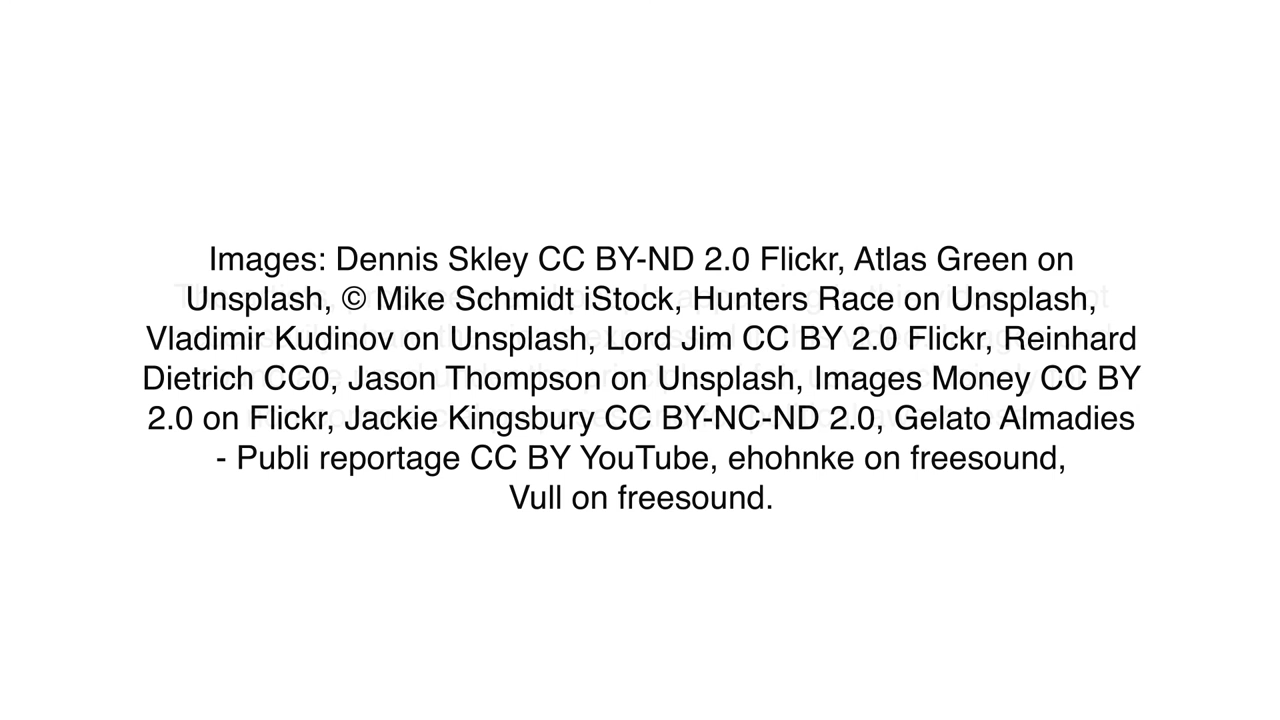 Images: Dennis Skley CC BY-ND 2.0 Flickr, Atlas Green on
Unsplash, © Mike Schmidt iStock, Hunters Race on Unsplash,
Vladimir Kudinov on Unsplash, Lord Jim CC BY 2.0 Flickr, Reinhard
Dietrich CC0, Jason Thompson on Unsplash, Images Money CC BY
2.0 on Flickr, Jackie Kingsbury CC BY-NC-ND 2.0, Gelato Almadies
- Publi reportage CC BY YouTube, ehohnke on freesound,
Vull on freesound.